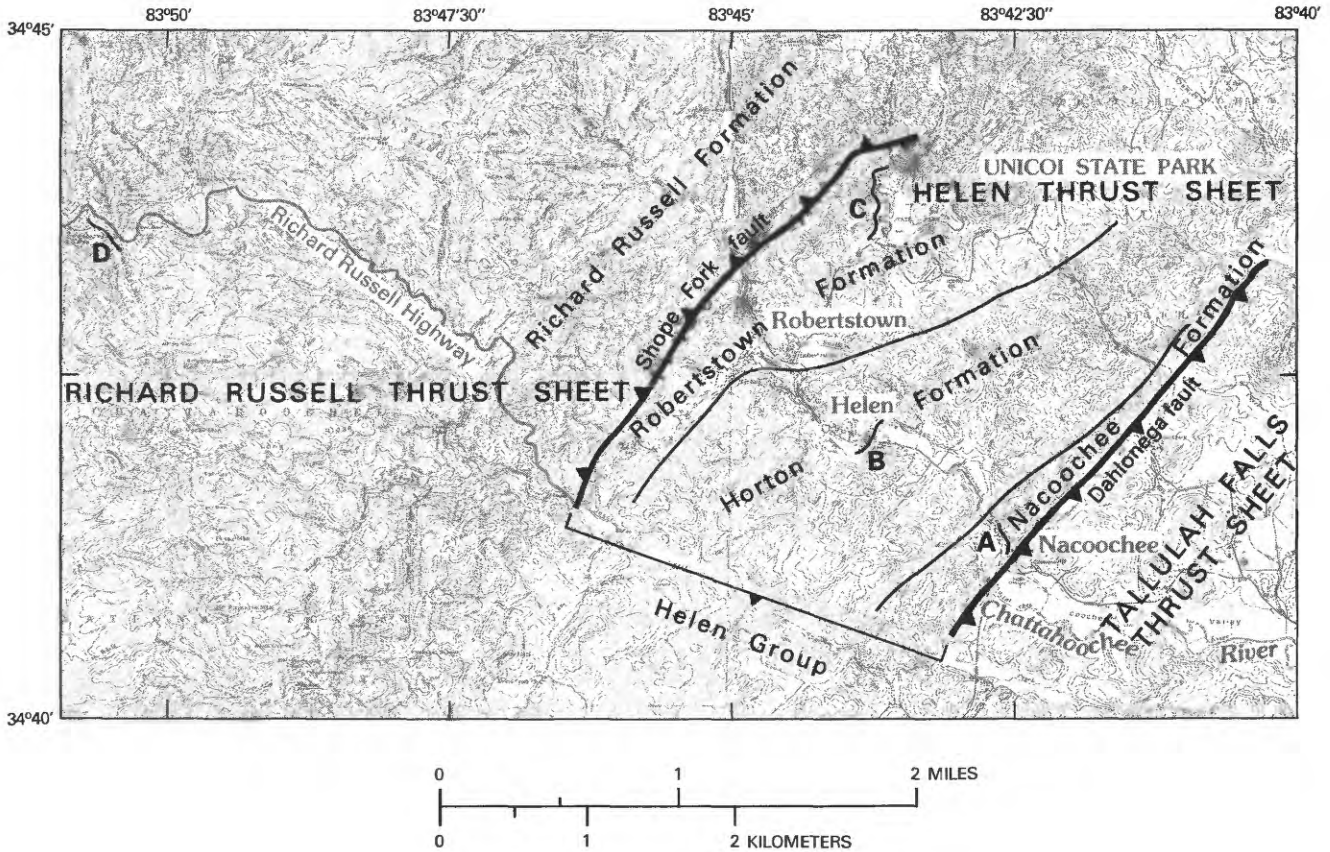 83°50' 83°47'30" 83°45' 83°42'30" 83°40'
34°45'
Richard Russell Formation
UNICOI STATE PARK
HELEN THRUST SHEET
C
D
Richard Russell Highway
Shope Fork fault
Formation
Robertstown
Robertstown
Formation
RICHARD RUSSELL THRUST SHEET
Helen
Formation
B
Horton
Nacoochee
Dahlonega fault
A
Nacoochee
TALLULAH FALLS
THRUST SHEET
Helen Group
Chattahoochee
River
34°40'
0 1 2 MILES
0 1 2 KILOMETERS